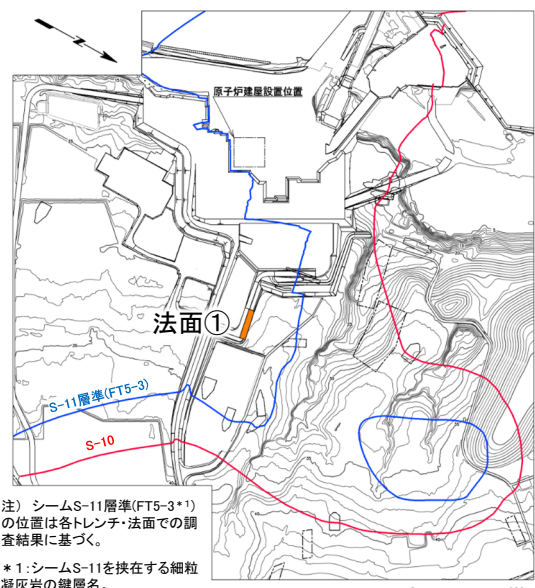 N
原子炉建屋設置位置
法面①
S-11層準(FT5-3)
S-10
注) シームS-11層準(FT5-3*1)
の位置は各トレンチ・法面での調
査結果に基づく。
*1:シームS-11を挟在する細粒
凝灰岩の鍵層名。